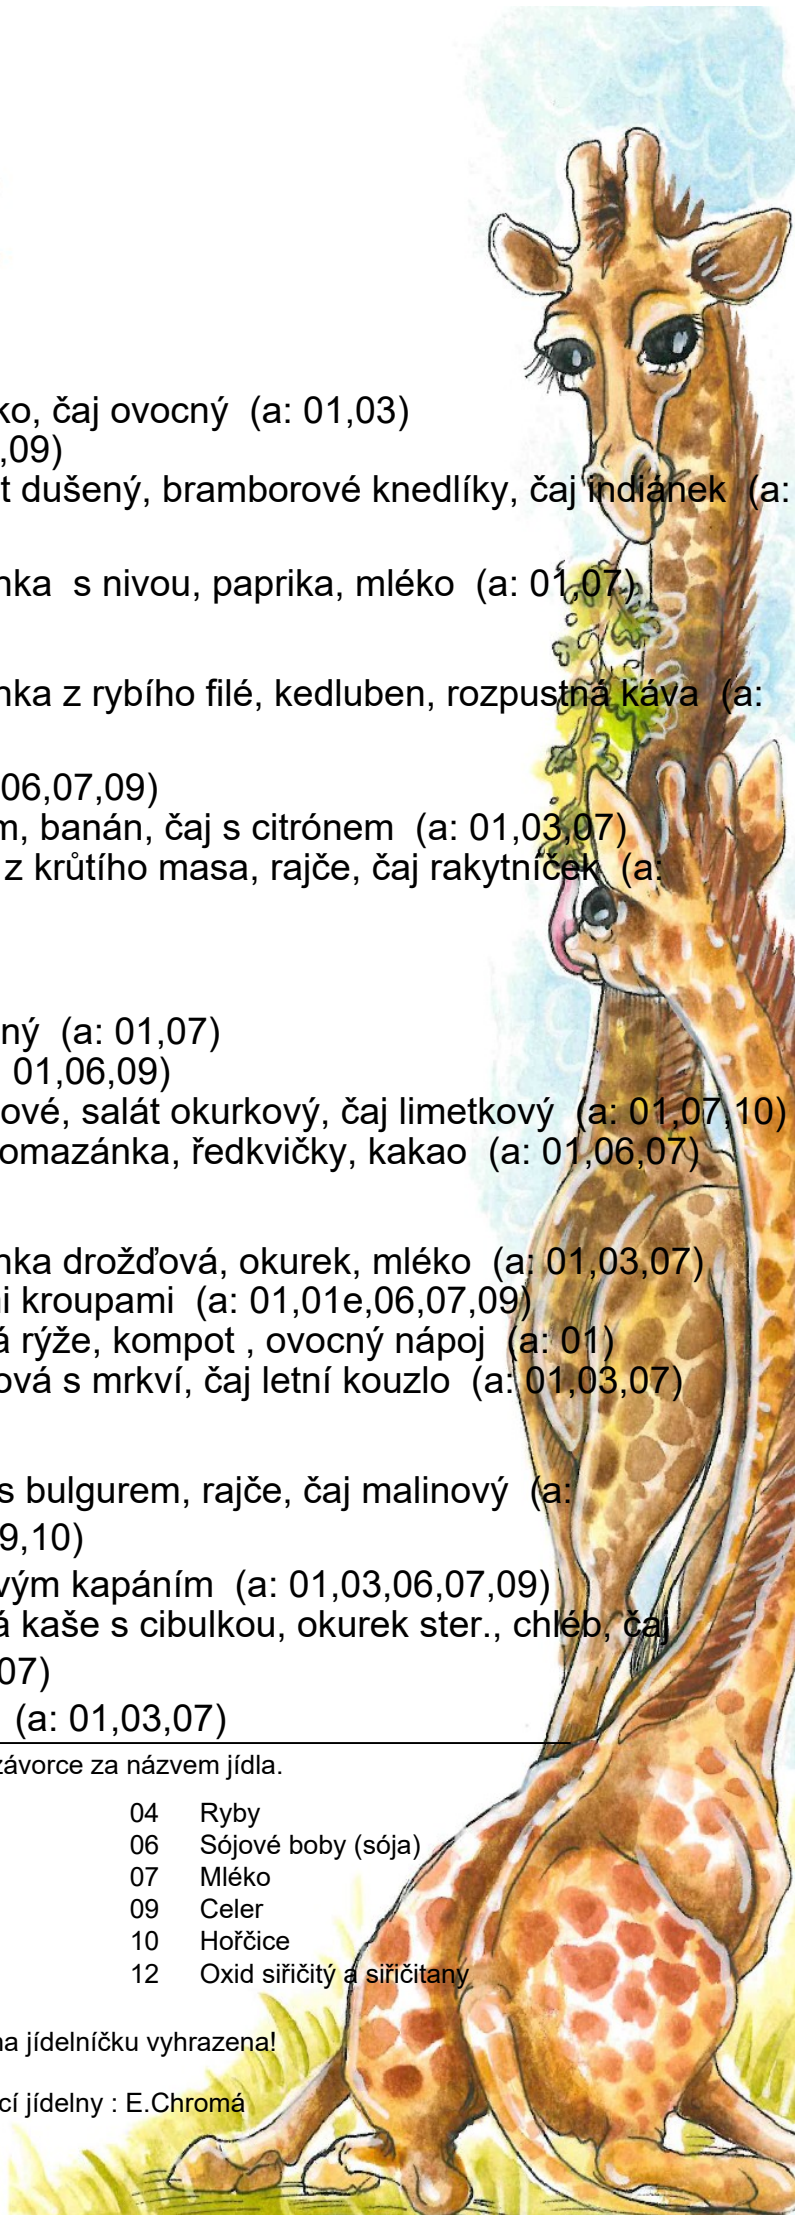 ko, čaj ovocný (a: 01,03)
,09)
t dušený, bramborové knedlíky, čaj indiánek (a:
nka s nivou, paprika, mléko (a: 01,07)
nka z rybího filé, kedluben, rozpustná káva (a:
06,07,09)
m, banán, čaj s citrónem (a: 01,03,07)
z krůtího masa, rajče, čaj rakytníček (a:
ný (a: 01,07)
01,06,09)
ové, salát okurkový, čaj limetkový (a: 01,07,10)
omazánka, ředkvičky, kakao (a: 01,06,07)
nka drožďová, okurek, mléko (a: 01,03,07)
i kroupami (a: 01,01e,06,07,09)
á rýže, kompot , ovocný nápoj (a: 01)
ová s mrkví, čaj letní kouzlo (a: 01,03,07)
s bulgurem, rajče, čaj malinový (a:
9,10)
vým kapáním (a: 01,03,06,07,09)
á kaše s cibulkou, okurek ster., chléb, čaj
07)
(a: 01,03,07)
závorce za názvem jídla.
04 Ryby
06 Sójové boby (sója)
07 Mléko
09 Celer
10 Hořčice
12 Oxid siřičitý a siřičitany
na jídelníčku vyhrazena!
cí jídelny : E.Chromá